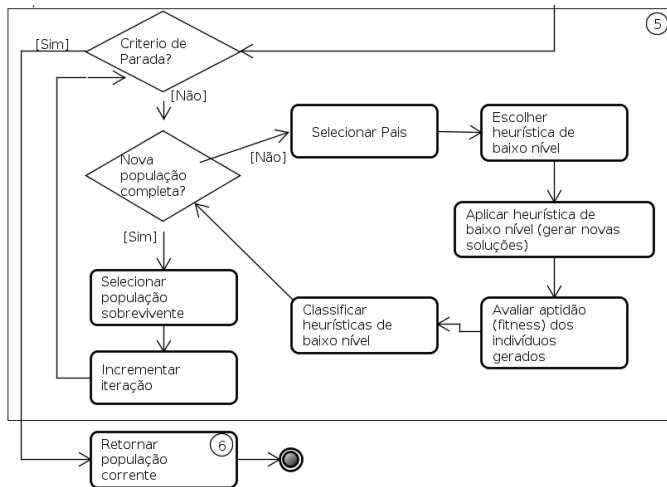 5
[Sim]
Criterio de
Parada?
[Não]
Nova
população
completa?
[Não]
Selecionar Pais
Escolher
heurística de
baixo nível
Aplicar heurística de
baixo nível (gerar novas
soluções)
Avaliar aptidão
(fitness) dos
indivíduos
gerados
Classificar
heurísticas de
baixo nível
[Sim]
Selecionar
população
sobrevivente
Incrementar
iteração
Retornar
população
corrente
6